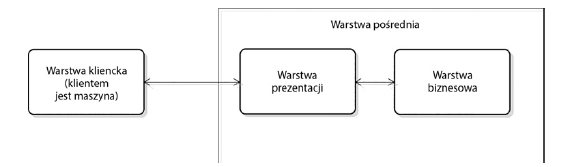 Warstwa pośrednia
Warstwa kliencka
(klientem
jest maszyna)
Warstwa
prezentacji
Warstwa
biznesowa